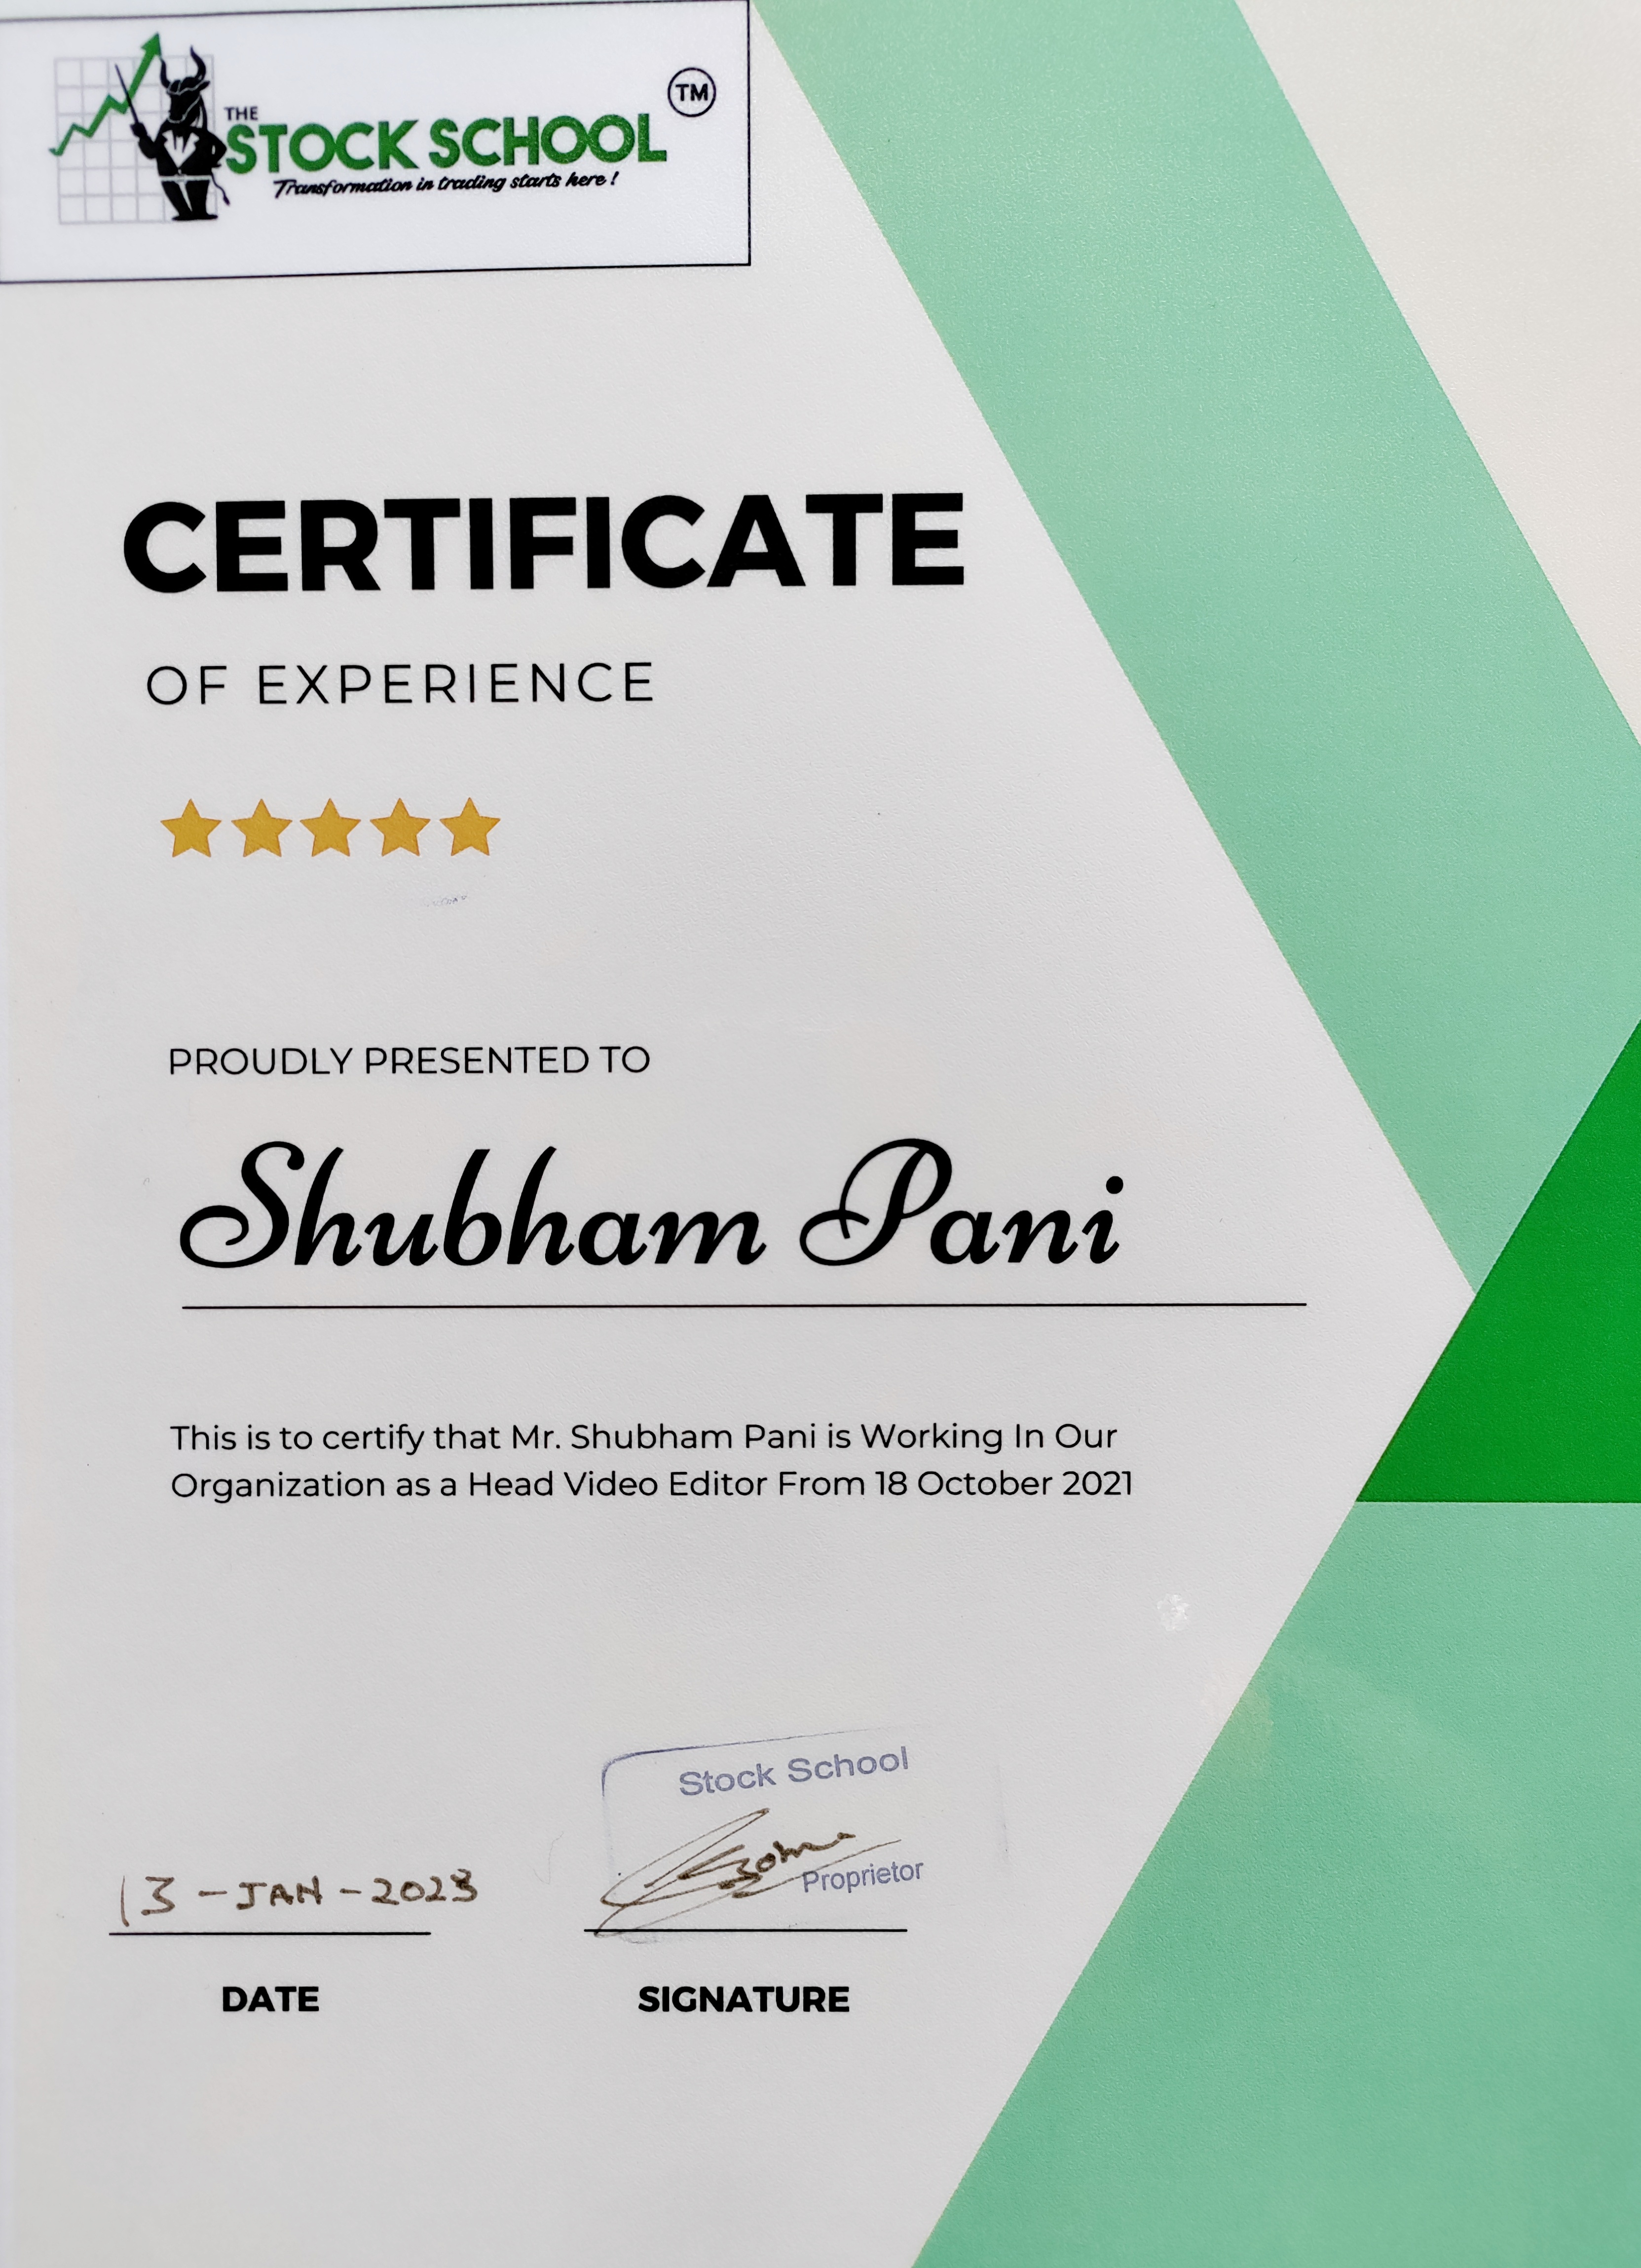 THE
STOCK SCHOOL
TM
Transformation in trading starts here !
CERTIFICATE
OF EXPERIENCE
PROUDLY PRESENTED TO
Shubham Pani
This is to certify that Mr. Shubham Pani is Working In Our
Organization as a Head Video Editor From 18 October 2021
Stock School
Proprietor
13-JAN-2023
DATE
SIGNATURE